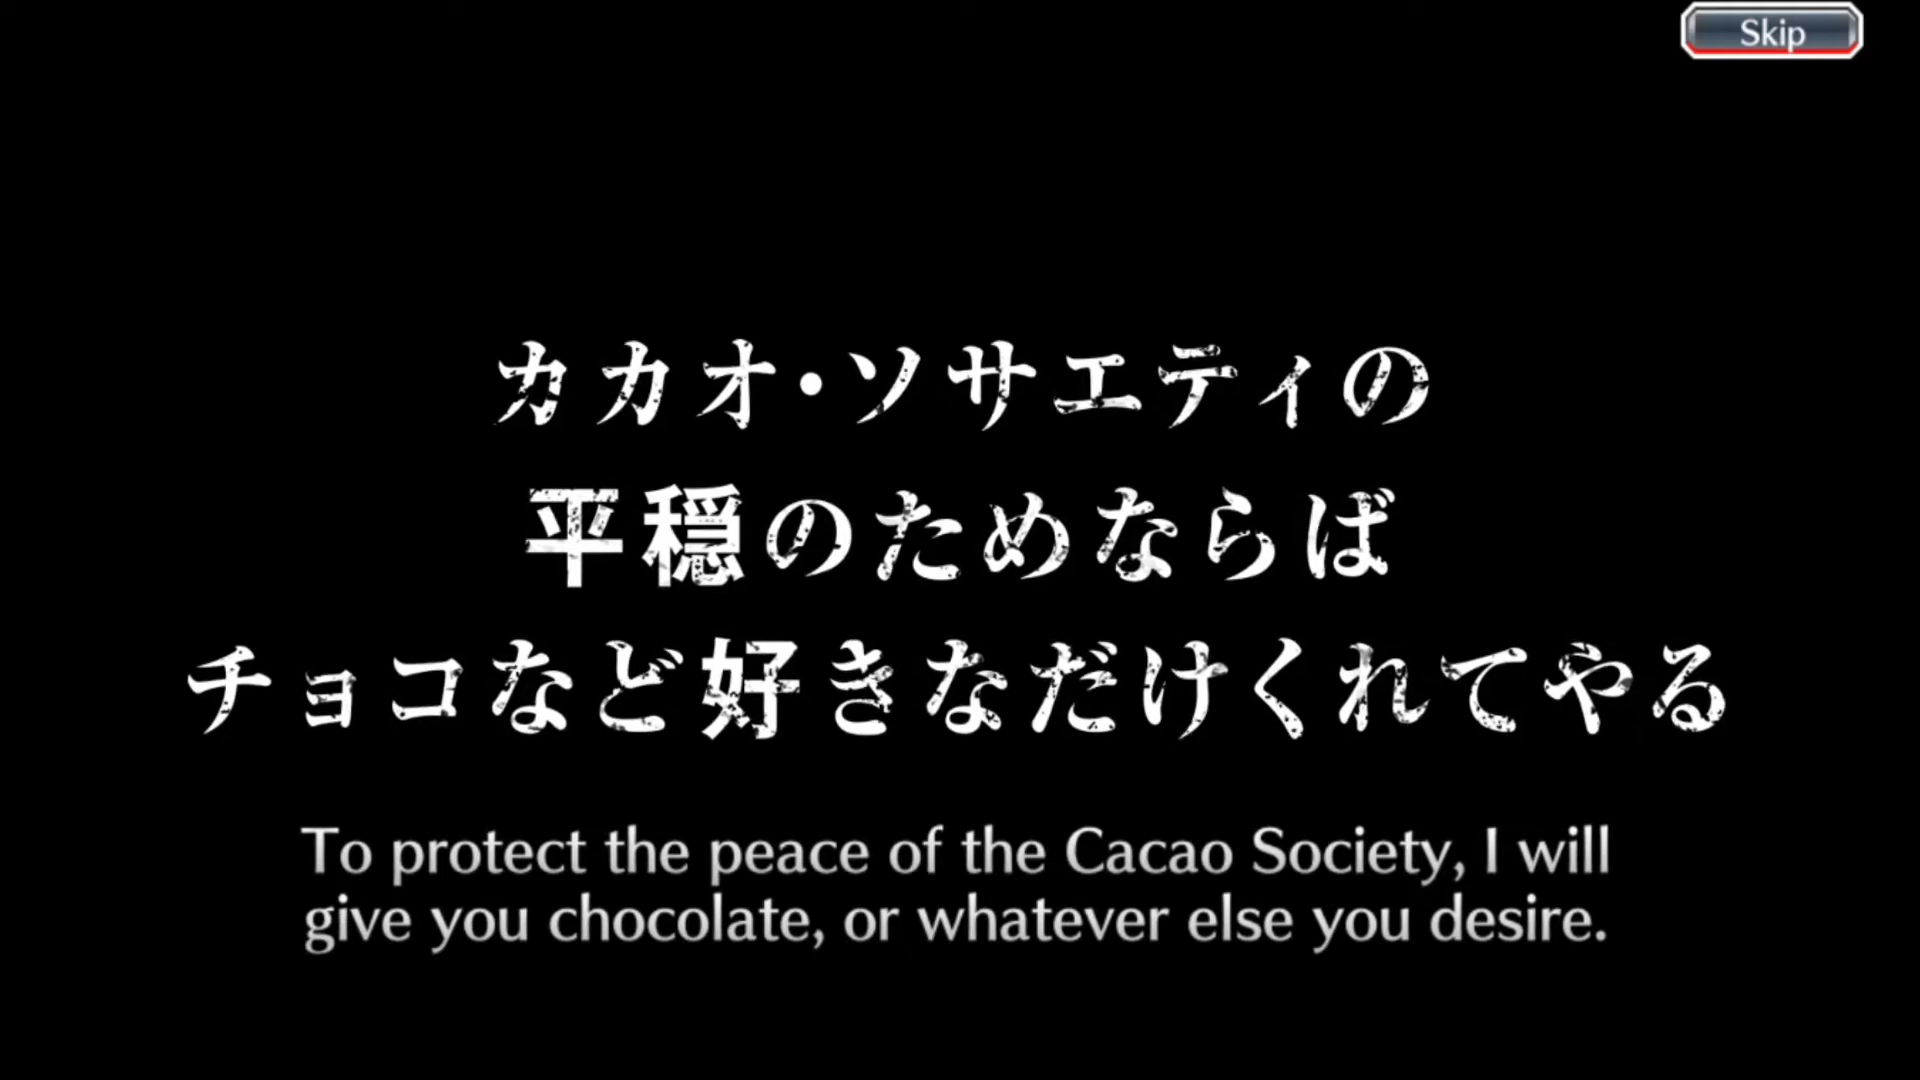 Skip
カカオ・ソサエティの
平穏のためならば
チョコなど好きなだけくれてやる
To protect the peace of the Cacao Society, I will
give you chocolate, or whatever else you desire.